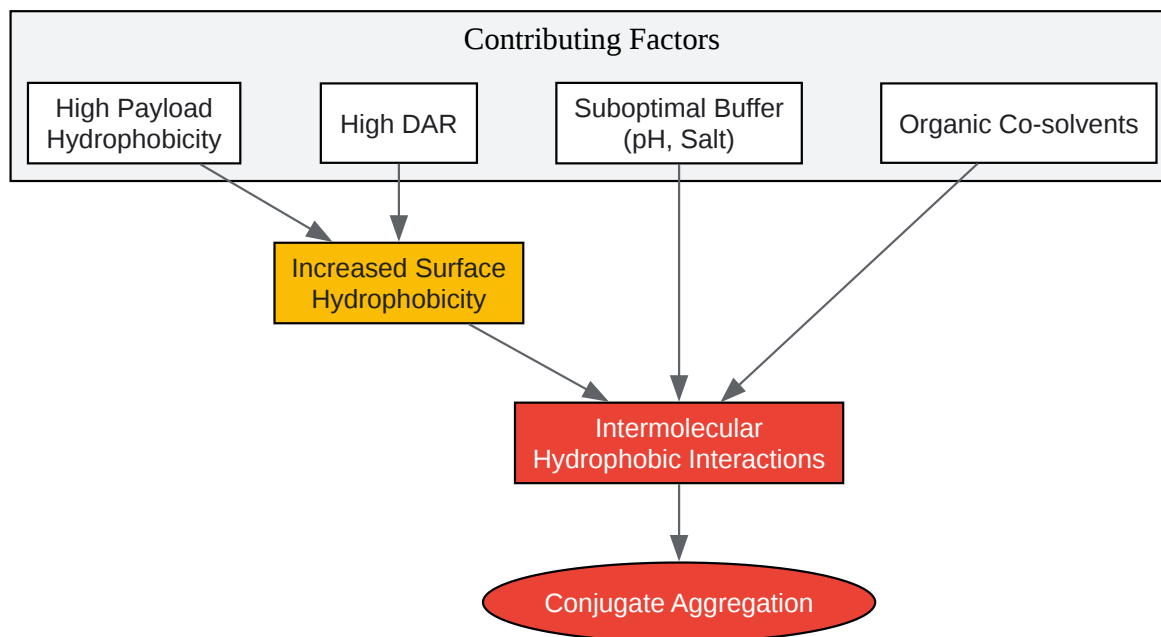 Contributing Factors
High Payload
Hydrophobicity
High DAR
Suboptimal Buffer
(pH, Salt)
Organic Co-solvents
Increased Surface
Hydrophobicity
Intermolecular
Hydrophobic Interactions
Conjugate Aggregation